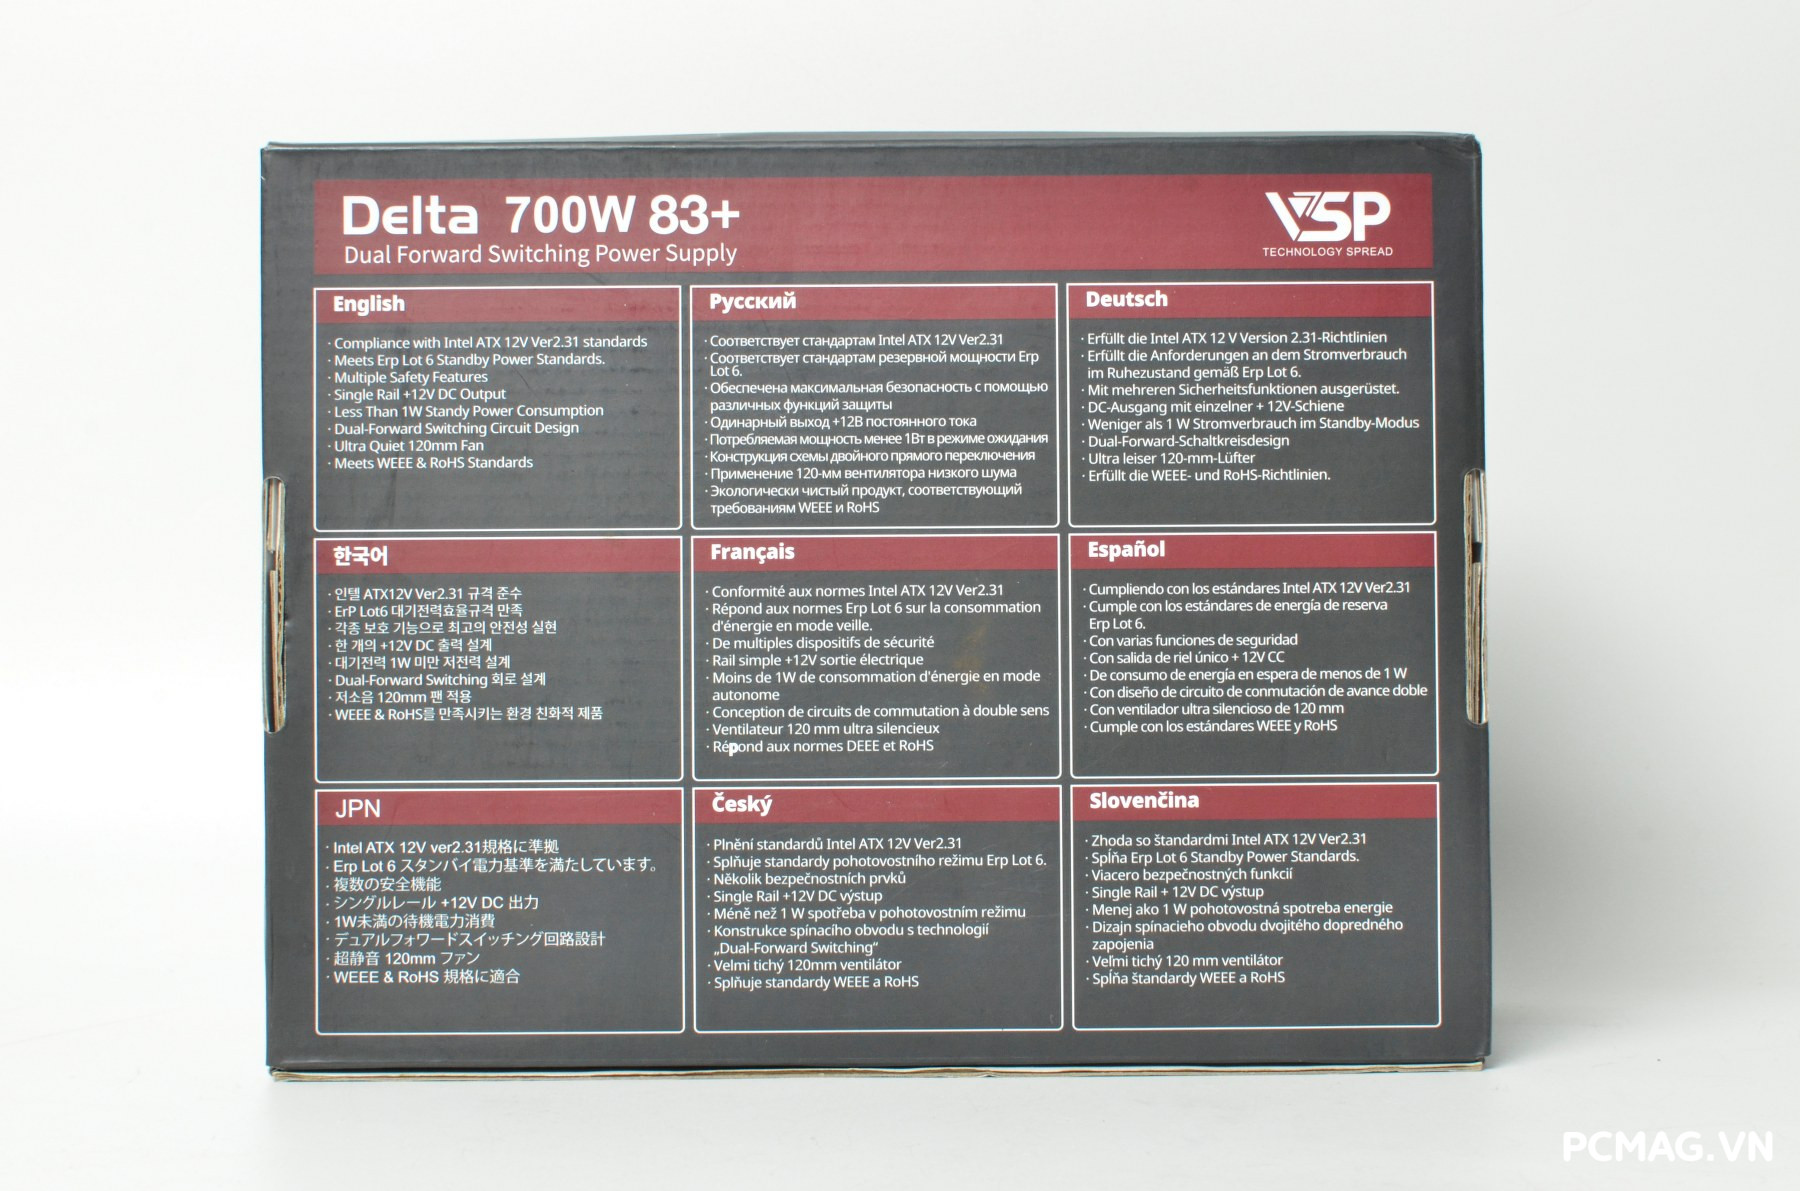 Delta 700W 83+
Dual Forward Switching Power Supply
VSP
TECHNOLOGY SPREAD
English
· Compliance with Intel ATX 12V Ver2.31 standards
· Meets Erp Lot 6 Standby Power Standards.
· Multiple Safety Features
· Single Rail +12V DC Output
· Less Than 1W Standy Power Consumption
· Dual-Forward Switching Circuit Design
· Ultra Quiet 120mm Fan
· Meets WEEE & RoHS Standards
Русский
· Соответствует стандартам Intel ATX 12V Ver2.31
· Соответствует стандартам резервной мощности Erp
Lot 6.
· Обеспечена максимальная безопасность с помощью
различных функций защиты
· Одинарный выход +12В постоянного тока
· Потребляемая мощность менее 1Вт в режиме ожидания
· Конструкция схемы двойного прямого переключения
· Применение 120-мм вентилятора низкого шума
· Экологически чистый продукт, соответствующий
требованиям WEEE и RoHS
Deutsch
· Erfüllt die Intel ATX 12 V Version 2.31-Richtlinien
· Erfüllt die Anforderungen an dem Stromverbrauch
im Ruhezustand gemäß Erp Lot 6.
· Mit mehreren Sicherheitsfunktionen ausgerüstet.
· DC-Ausgang mit einzelner + 12V-Schiene
· Weniger als 1 W Stromverbrauch im Standby-Modus
· Dual-Forward-Schaltkreisdesign
· Ultra leiser 120-mm-Lüfter
· Erfüllt die WEEE- und RoHS-Richtlinien.
한국어
· 인텔 ATX12V Ver2.31 규격 준수
· ErP Lot6 대기전력효율규격 만족
· 각종 보호 기능으로 최고의 안전성 실현
· 한 개의 +12V DC 출력 설계
· 대기전력 1W 미만 저전력 설계
· Dual-Forward Switching 회로 설계
· 저소음 120mm 팬 적용
· WEEE & RoHS를 만족시키는 환경 친화적 제품
Français
· Conformité aux normes Intel ATX 12V Ver2.31
· Répond aux normes Erp Lot 6 sur la consommation
d'énergie en mode veille.
· De multiples dispositifs de sécurité
· Rail simple +12V sortie électrique
· Moins de 1W de consommation d'énergie en mode
autonome
· Conception de circuits de commutation à double sens
· Ventilateur 120 mm ultra silencieux
· Répond aux normes DEEE et RoHS
Español
· Cumpliendo con los estándares Intel ATX 12V Ver2.31
· Cumple con los estándares de energía de reserva
Erp Lot 6.
· Con varias funciones de seguridad
· Con salida de riel único + 12V CC
· De consumo de energía en espera de menos de 1 W
· Con diseño de circuito de conmutación de avance doble
· Con ventilador ultra silencioso de 120 mm
· Cumple con los estándares WEEE y RoHS
JPN
· Intel ATX 12V ver2.31規格に準拠
· Erp Lot 6 スタンバイ電力基準を満たしています。
· 複数の安全機能
· シングルレール +12V DC 出力
· 1W未満の待機電力消費
· デュアルフォワードスイッチング回路設計
· 超静音 120mm ファン
· WEEE & RoHS 規格に適合
Český
· Plnění standardů Intel ATX 12V Ver2.31
· Splňuje standardy pohotovostního režimu Erp Lot 6.
· Několik bezpečnostních prvků
· Single Rail +12V DC výstup
· Méně než 1 W spotřeba v pohotovostním režimu
· Konstrukce spínacího obvodu s technologií
„Dual-Forward Switching“
· Velmi tichý 120mm ventilátor
· Splňuje standardy WEEE a RoHS
Slovenčina
· Zhoda so štandardmi Intel ATX 12V Ver2.31
· Spĺňa Erp Lot 6 Standby Power Standards.
· Viacero bezpečnostných funkcií
· Single Rail + 12V DC výstup
· Menej ako 1 W pohotovostná spotreba energie
· Dizajn spínacieho obvodu dvojitého dopredného
zapojenia
· Veľmi tichý 120 mm ventilátor
· Spĺňa štandardy WEEE a RoHS
PCMAG.VN